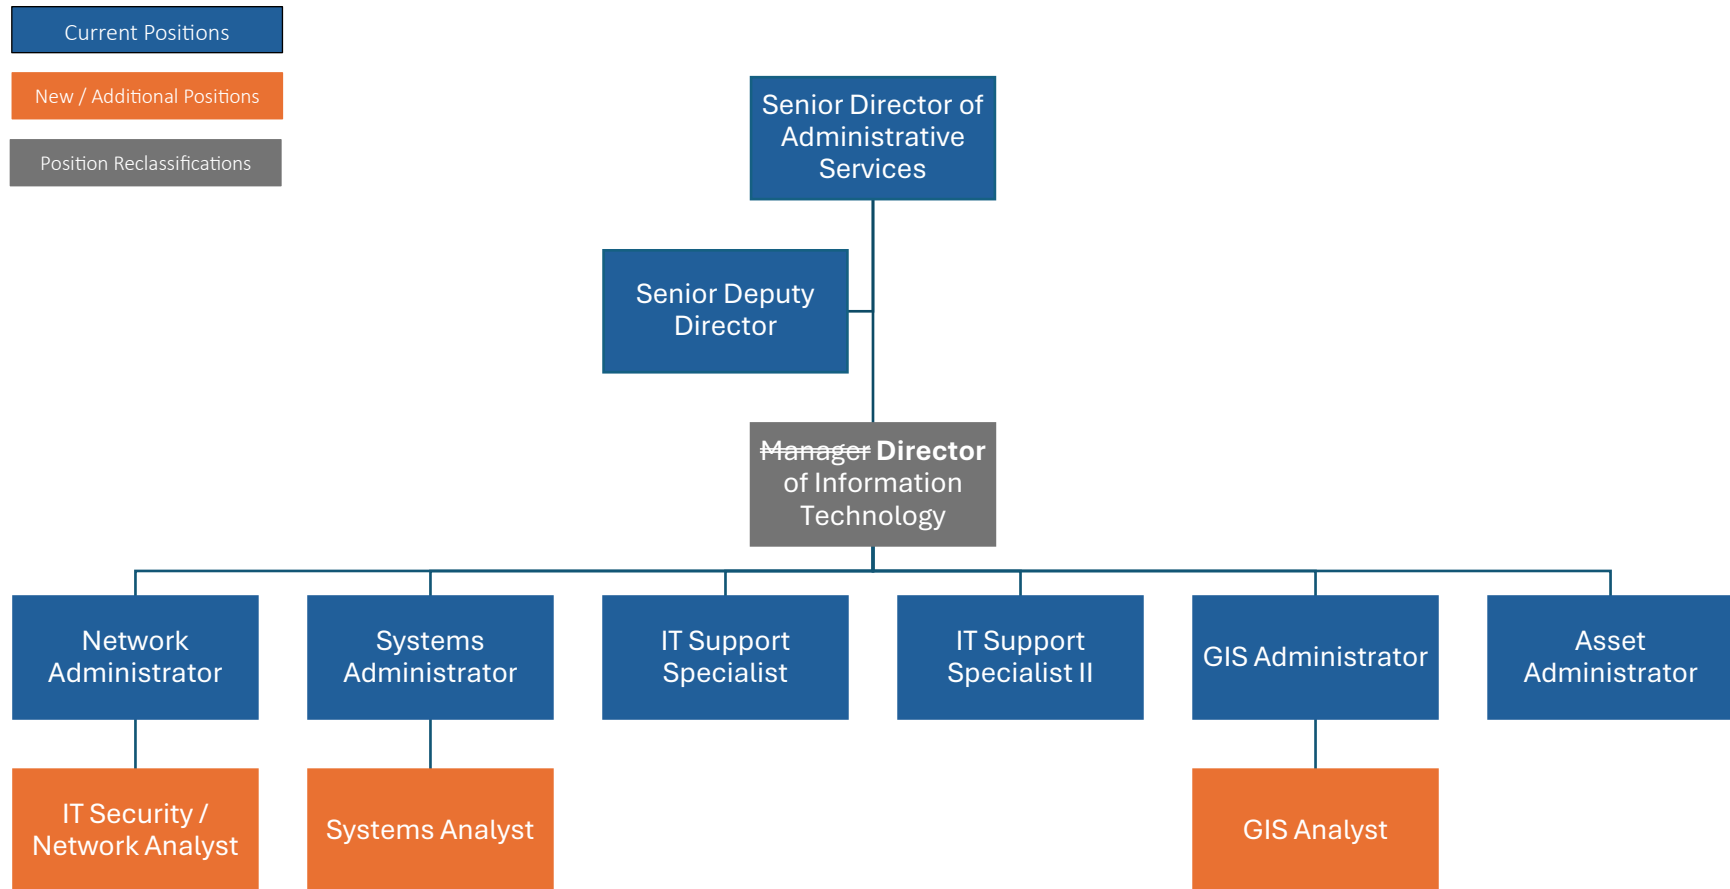 Current Positions
New / Additional Positions
Position Reclassifications
Senior Director of
Administrative
Services
Senior Deputy
Director
Manager Director
of Information
Technology
Network
Administrator
Systems
Administrator
IT Support
Specialist
IT Support
Specialist II
GIS Administrator
Asset
Administrator
IT Security /
Network Analyst
Systems Analyst
GIS Analyst